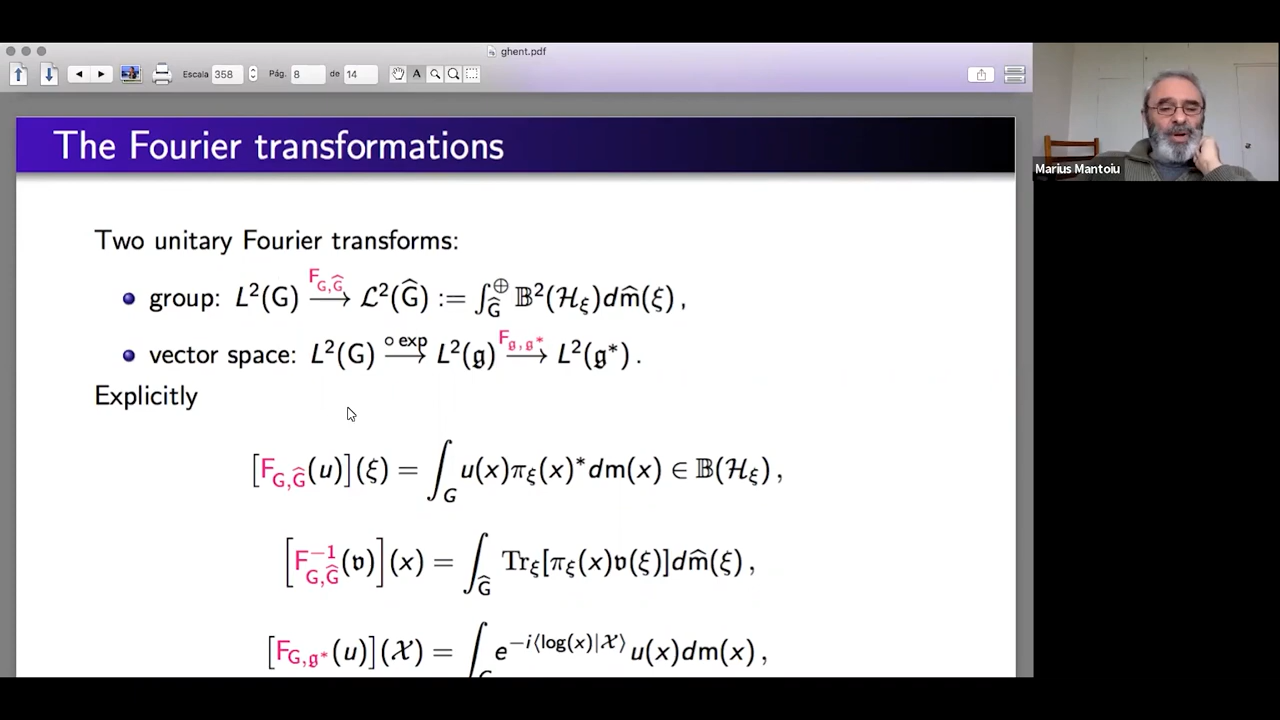 ghent.pdf
Escala 358 Pág. 8 de 14 A
The Fourier transformations
Marius Mantoiu
Two unitary Fourier transforms:
group: L²(G) F_{G,Ĝ} ⟶ 𝓛²(Ĝ) := ∫_Ĝ^⊕ 𝔹²(ℋ_ξ)dm̂(ξ) ,
vector space: L²(G) ∘ exp ⟶ L²(𝔤) F_{𝔤,𝔤*} ⟶ L²(𝔤*) .
Explicitly
[F_{G,Ĝ}(u)](ξ) = ∫_G u(x)π_ξ(x)*dm(x) ∈ 𝔹(ℋ_ξ) ,
[F⁻¹_{G,Ĝ}(𝔳)](x) = ∫_Ĝ Tr_ξ[π_ξ(x)𝔳(ξ)]dm̂(ξ) ,
[F_{G,𝔤*}(u)](𝒳) = ∫_G e^{−i⟨log(x)|𝒳⟩} u(x)dm(x) ,